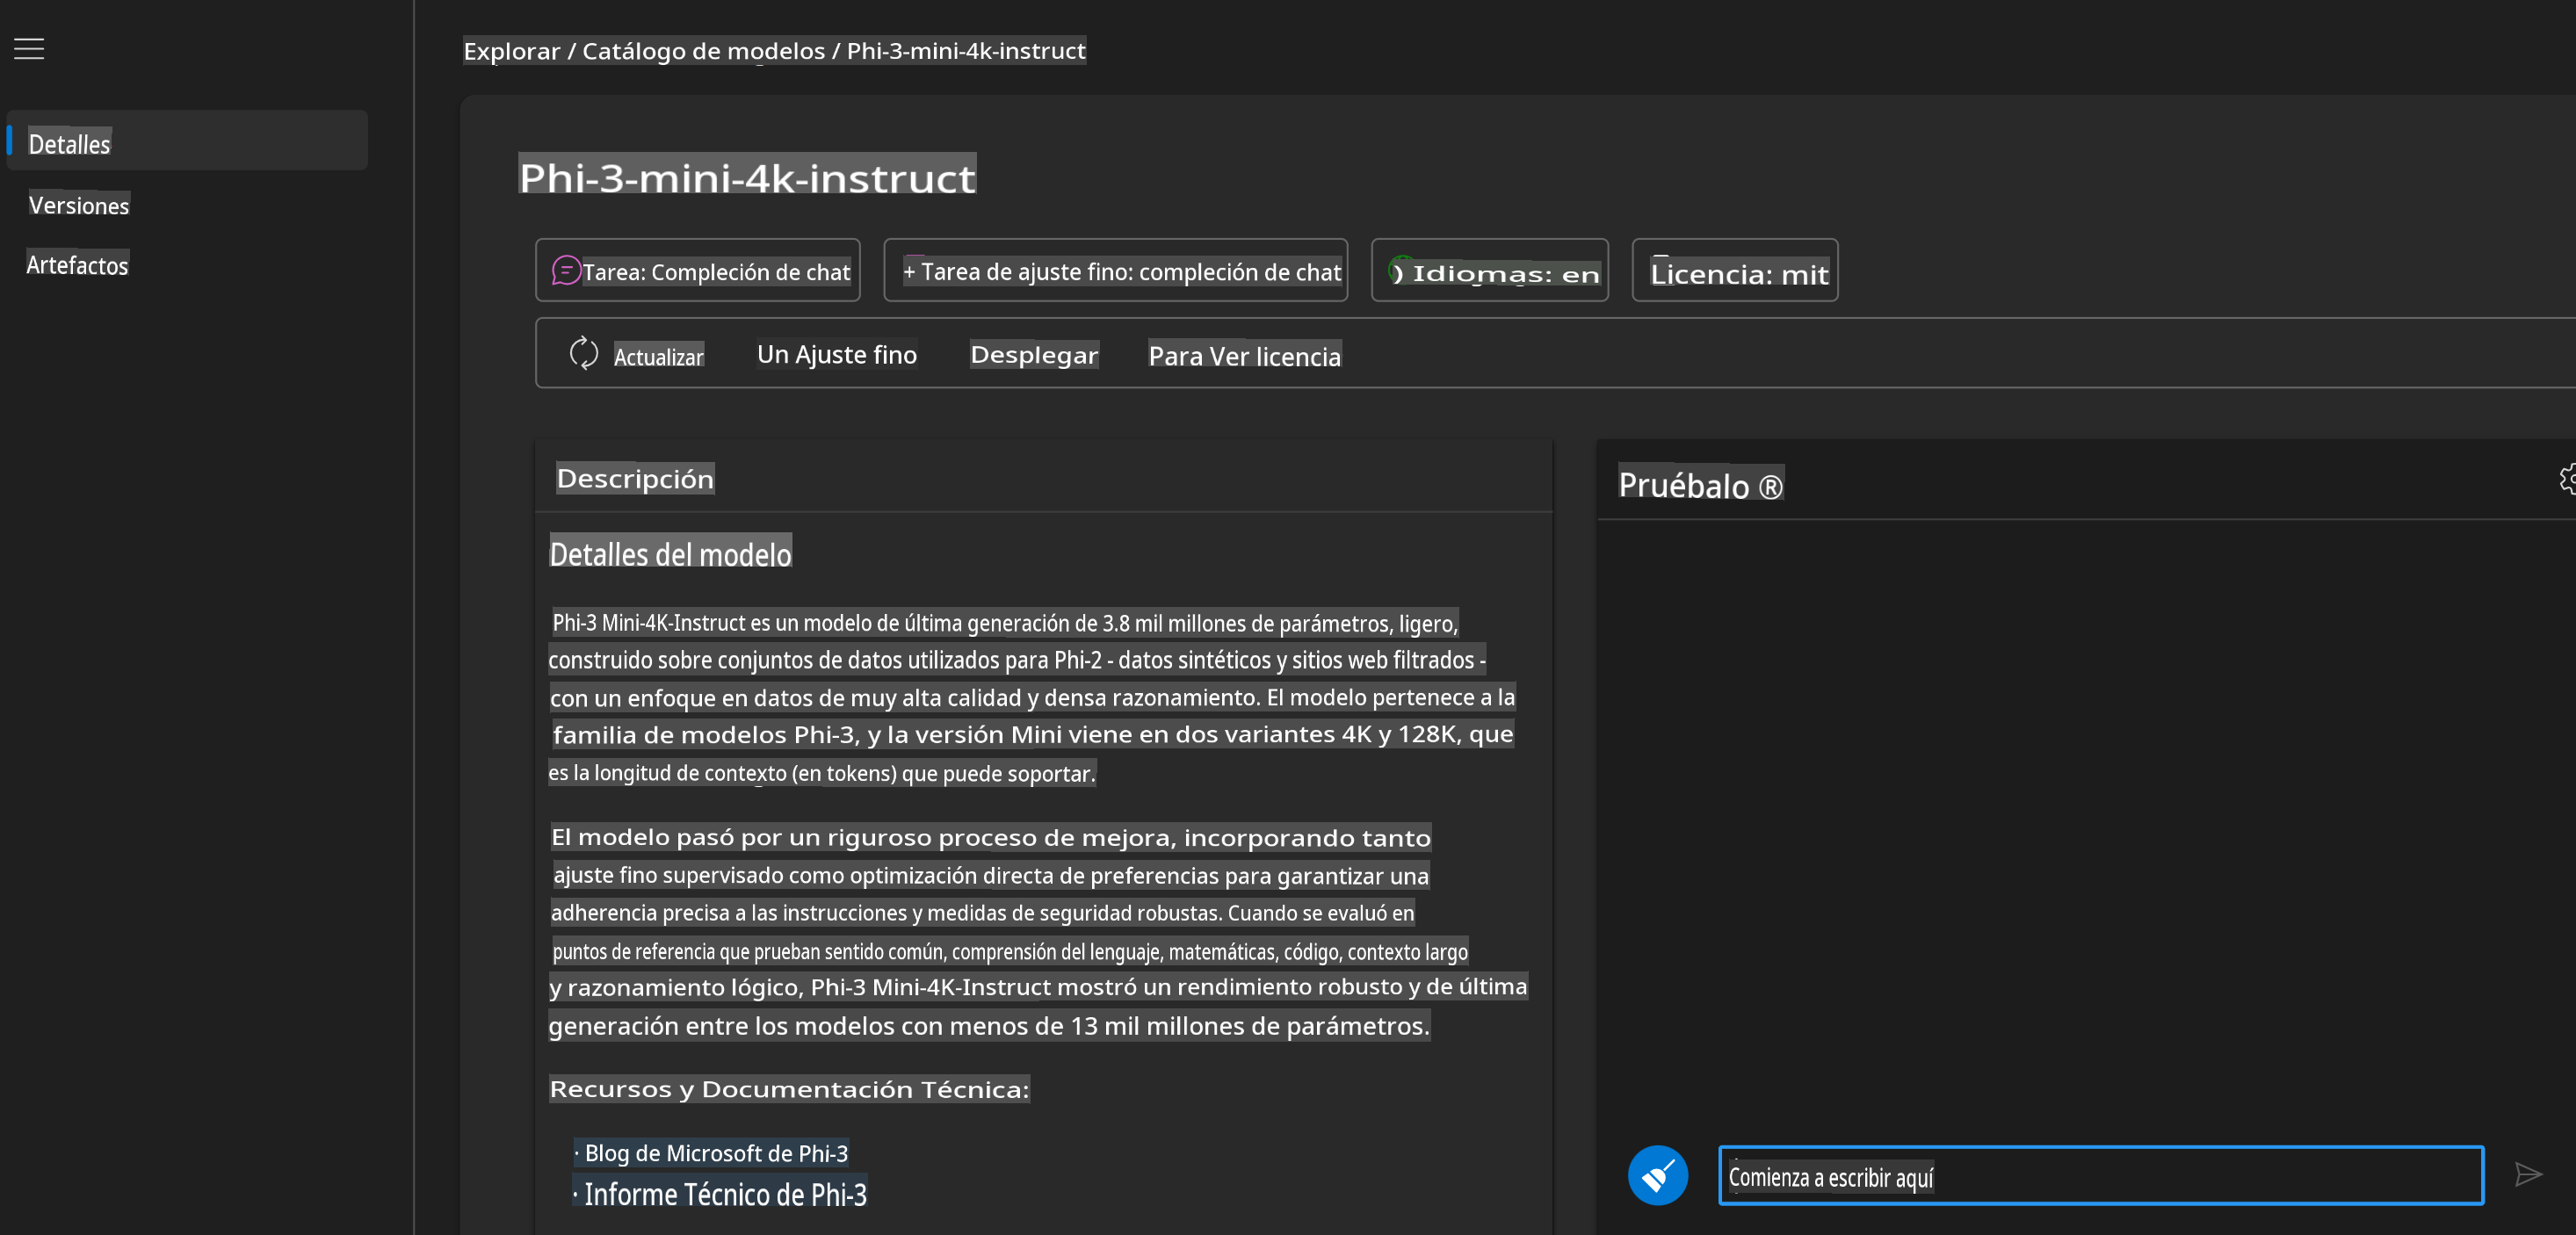 Explorar / Catálogo de modelos / Phi-3-mini-4k-instruct
Detalles
Versiones
Artefactos
Phi-3-mini-4k-instruct
Tarea: Compleción de chat
+ Tarea de ajuste fino: compleción de chat
) Idiomas: en
Licencia: mit
Actualizar
Un Ajuste fino
Desplegar
Para Ver licencia
Descripción
Detalles del modelo
Phi-3 Mini-4K-Instruct es un modelo de última generación de 3.8 mil millones de parámetros, ligero,
construido sobre conjuntos de datos utilizados para Phi-2 - datos sintéticos y sitios web filtrados -
con un enfoque en datos de muy alta calidad y densa razonamiento. El modelo pertenece a la
familia de modelos Phi-3, y la versión Mini viene en dos variantes 4K y 128K, que
es la longitud de contexto (en tokens) que puede soportar.
El modelo pasó por un riguroso proceso de mejora, incorporando tanto
ajuste fino supervisado como optimización directa de preferencias para garantizar una
adherencia precisa a las instrucciones y medidas de seguridad robustas. Cuando se evaluó en
puntos de referencia que prueban sentido común, comprensión del lenguaje, matemáticas, código, contexto largo
y razonamiento lógico, Phi-3 Mini-4K-Instruct mostró un rendimiento robusto y de última
generación entre los modelos con menos de 13 mil millones de parámetros.
Recursos y Documentación Técnica:
· Blog de Microsoft de Phi-3
· Informe Técnico de Phi-3
Pruébalo ®
Comienza a escribir aquí